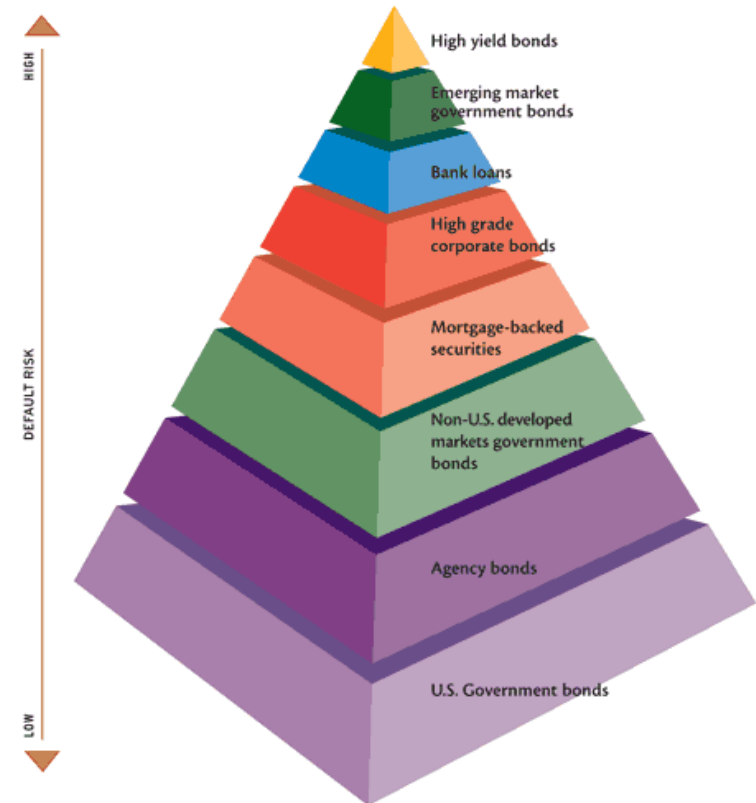 HIGH
DEFAULT RISK
LOW
High yield bonds
Emerging market
government bonds
Bank loans
High grade
corporate bonds
Mortgage-backed
securities
Non-U.S. developed
markets government
bonds
Agency bonds
U.S. Government bonds